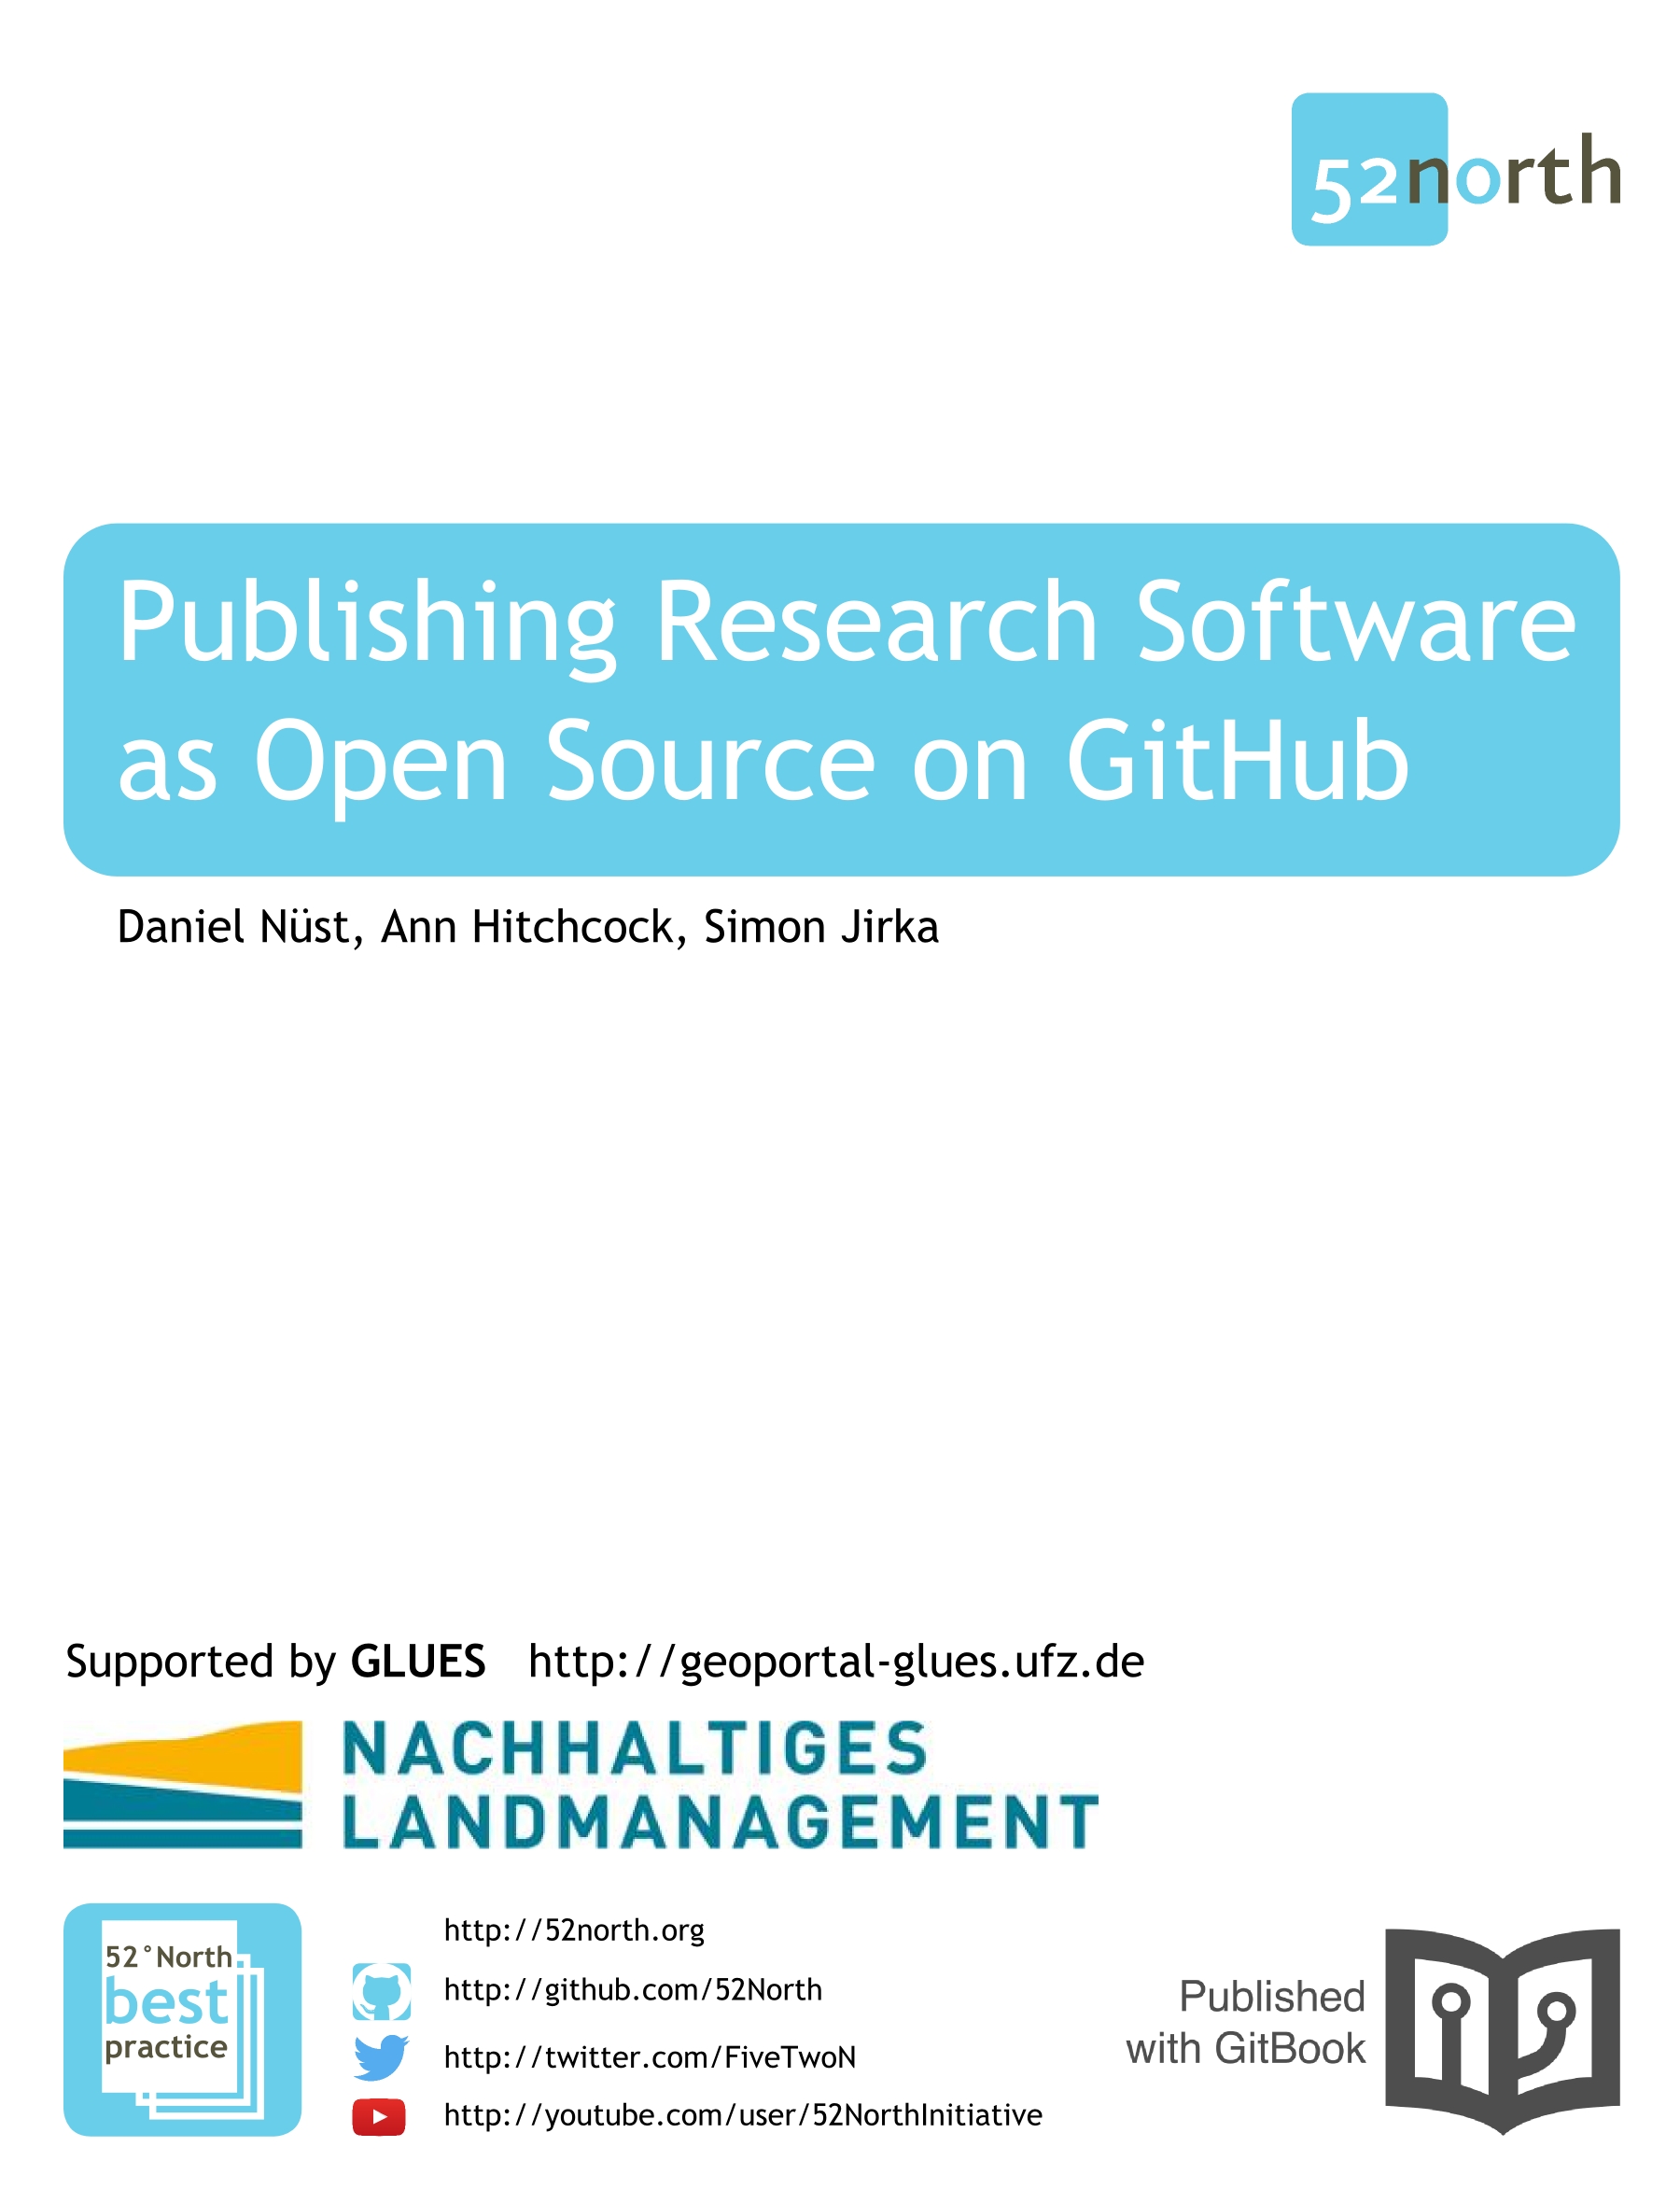 52north
Publishing Research Software
as Open Source on GitHub
Daniel Nüst, Ann Hitchcock, Simon Jirka
Supported by GLUES http://geoportal-glues.ufz.de
NACHHALTIGES
LANDMANAGEMENT
52°North
best
practice
http://52north.org
http://github.com/52North
http://twitter.com/FiveTwoN
http://youtube.com/user/52NorthInitiative
Published
with GitBook